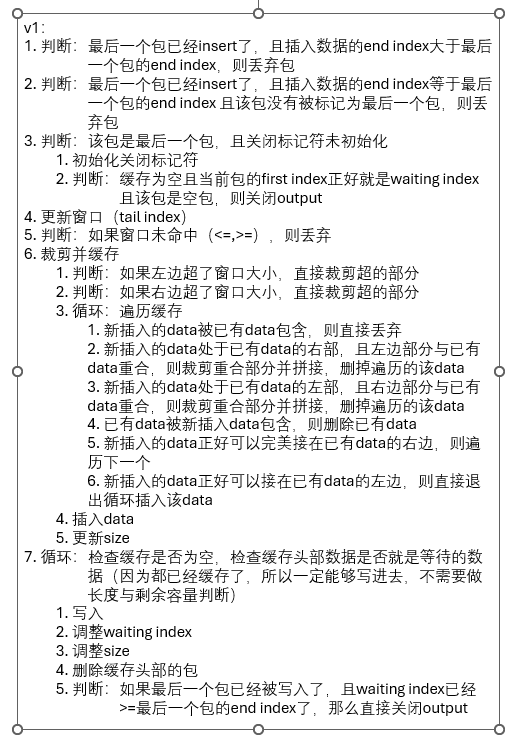 v1：
1. 判断：最后一个包已经insert了，且插入数据的end index大于最后
一个包的end index，则丢弃包
2. 判断：最后一个包已经insert了，且插入数据的end index等于最后
一个包的end index 且该包没有被标记为最后一个包，则丢
弃包
3. 判断：该包是最后一个包，且关闭标记符未初始化
1. 初始化关闭标记符
2. 判断：缓存为空且当前包的first index正好就是waiting index
且该包是空包，则关闭output
4. 更新窗口（tail index）
5. 判断：如果窗口未命中（<=,>=），则丢弃
6. 裁剪并缓存
1. 判断：如果左边超了窗口大小，直接裁剪超的部分
2. 判断：如果右边超了窗口大小，直接裁剪超的部分
3. 循环：遍历缓存
1. 新插入的data被已有data包含，则直接丢弃
2. 新插入的data处于已有data的右部，且左边部分与已有
data重合，则裁剪重合部分并拼接，删掉遍历的该data
3. 新插入的data处于已有data的左部，且右边部分与已有
data重合，则裁剪重合部分并拼接，删掉遍历的该data
4. 已有data被新插入data包含，则删除已有data
5. 新插入的data正好可以完美接在已有data的右边，则遍
历下一个
6. 新插入的data正好可以接在已有data的左边，则直接退
出循环插入该data
4. 插入data
5. 更新size
7. 循环：检查缓存是否为空，检查缓存头部数据是否就是等待的数
据（因为都已经缓存了，所以一定能够写进去，不需要做
长度与剩余容量判断）
1. 写入
2. 调整waiting index
3. 调整size
4. 删除缓存头部的包
5. 判断：如果最后一个包已经被写入了，且waiting index已经
>=最后一个包的end index了，那么直接关闭output